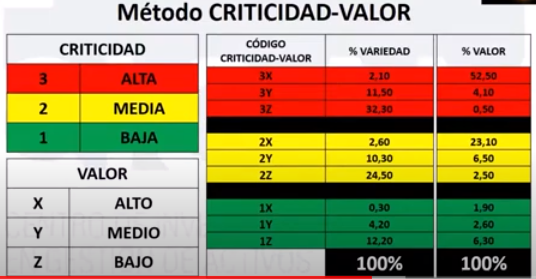 Método CRITICIDAD-VALOR
CRITICIDAD
3 ALTA
2 MEDIA
1 BAJA
VALOR
X ALTO
Y MEDIO
Z BAJO
CÓDIGO CRITICIDAD-VALOR % VARIEDAD % VALOR
3X 2,10 52,50
3Y 11,50 4,10
3Z 32,30 0,50
2X 2,60 23,10
2Y 10,30 6,50
2Z 24,50 2,50
1X 0,30 1,90
1Y 4,20 2,60
1Z 12,20 6,30
100% 100%